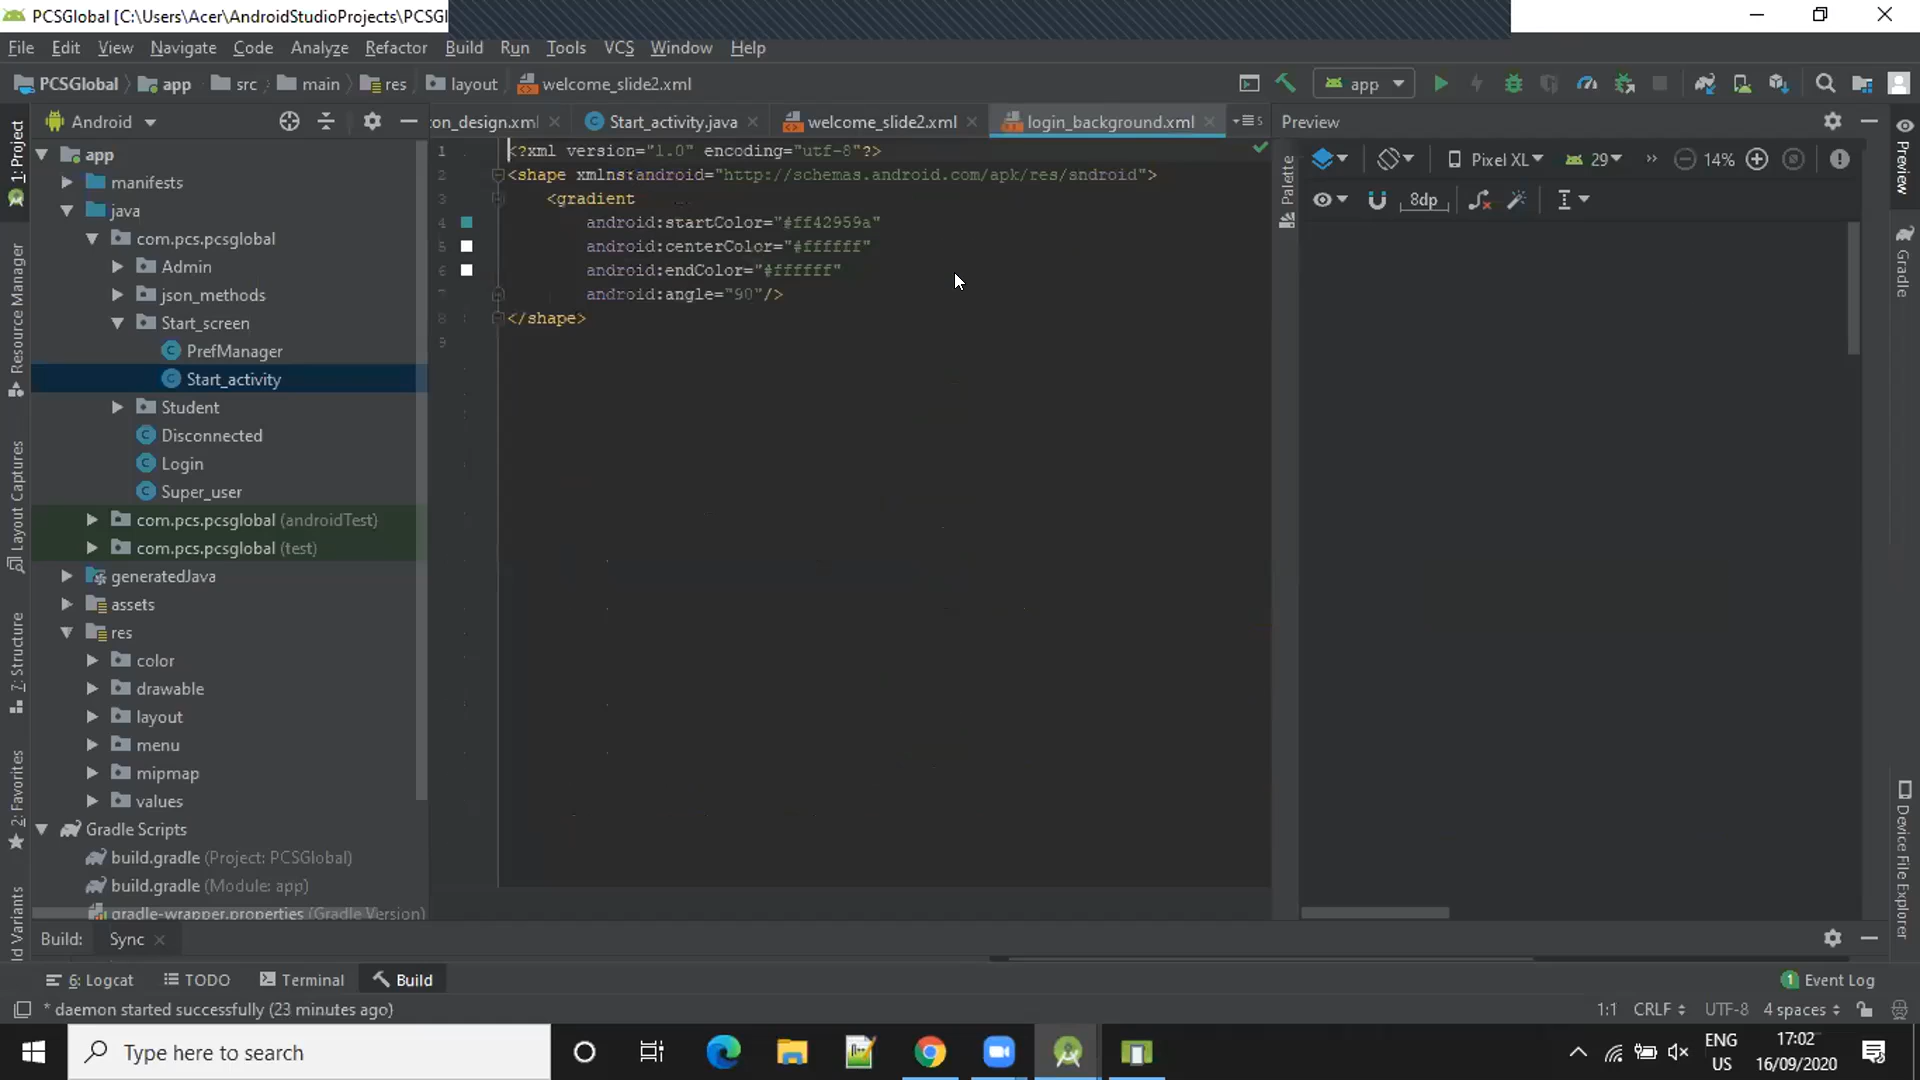 PCSGlobal [C:\Users\Acer\AndroidStudioProjects\PCSGl
File Edit View Navigate Code Analyze Refactor Build Run Tools VCS Window Help
PCSGlobal app src main res layout welcome_slide2.xml app
1: Project
Android
ton_design.xml Start_activity.java welcome_slide2.xml login_background.xml 5
Preview
Pixel XL 29 14%
8dp
Palette
Preview
Gradle
Device File Explorer
app
manifests
java
com.pcs.pcsglobal
Admin
json_methods
Start_screen
PrefManager
Start_activity
Student
Disconnected
Login
Super_user
com.pcs.pcsglobal (androidTest)
com.pcs.pcsglobal (test)
generatedJava
assets
res
color
drawable
layout
menu
mipmap
values
Gradle Scripts
build.gradle (Project: PCSGlobal)
build.gradle (Module: app)
gradle-wrapper.properties (Gradle Version)
Resource Manager
Layout Captures
7: Structure
2: Favorites
ld Variants
1 <?xml version="1.0" encoding="utf-8"?>
2 <shape xmlns:android="http://schemas.android.com/apk/res/sndroid">
3 <gradient
4 android:startColor="#ff42959a"
5 android:centerColor="#ffffff"
6 android:endColor="#ffffff"
7 android:angle="90"/>
8 </shape>
9
Build: Sync
6: Logcat TODO Terminal Build 1 Event Log
* daemon started successfully (23 minutes ago) 1:1 CRLF UTF-8 4 spaces
Type here to search
ENG
US
17:02
16/09/2020